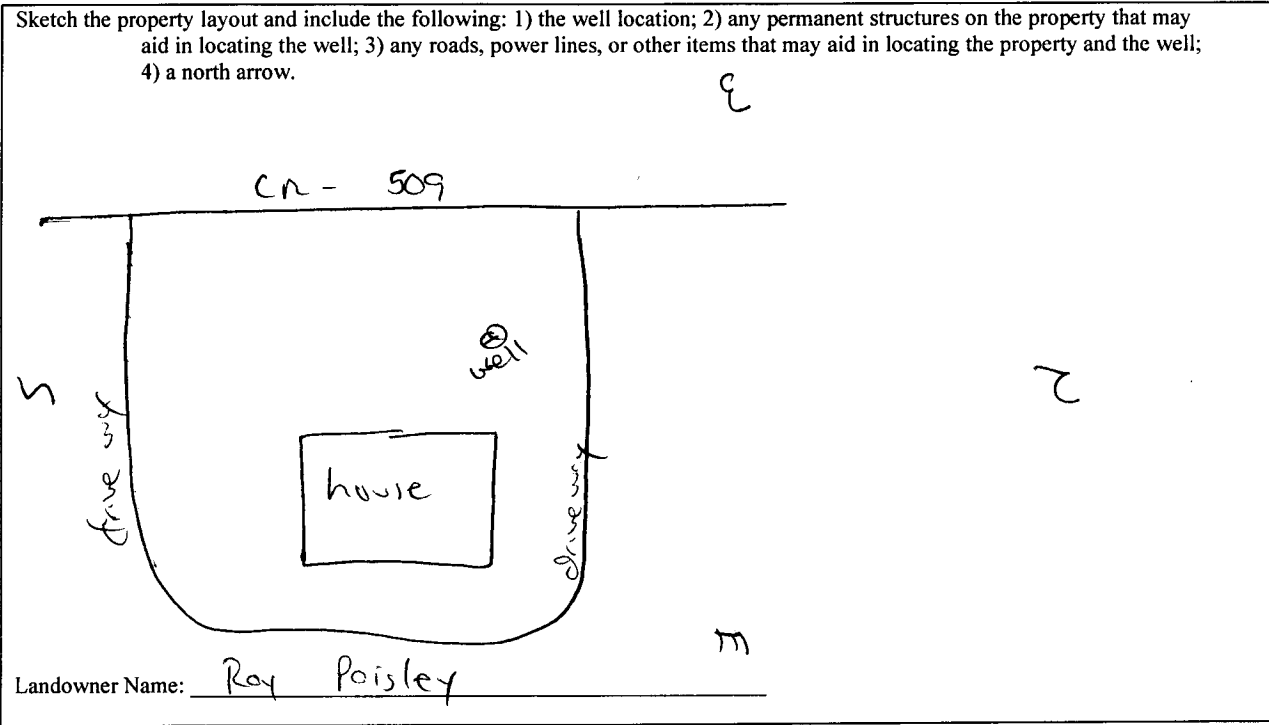 Sketch the property layout and include the following: 1) the well location; 2) any permanent structures on the property that may
aid in locating the well; 3) any roads, power lines, or other items that may aid in locating the property and the well;
4) a north arrow.
W
CR - 509
well
S
N
drive way
house
drive way
E
Landowner Name: Roy Paisley